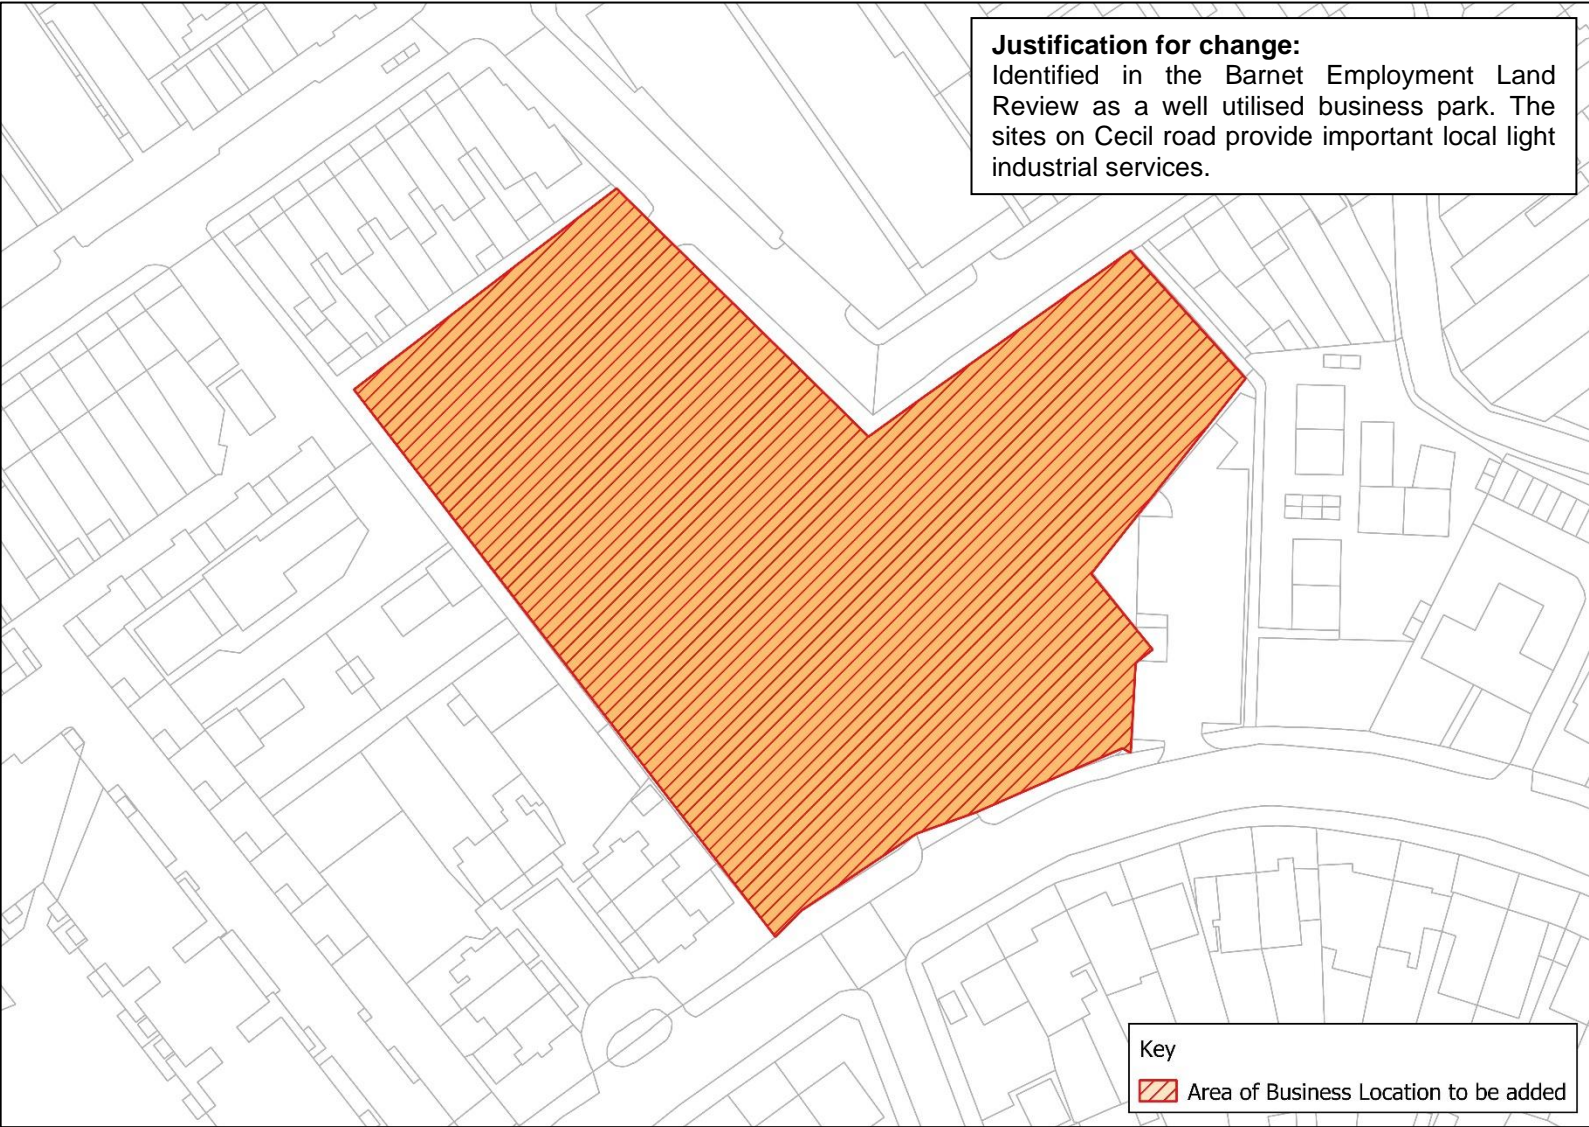 Justification for change:
Identified in the Barnet Employment Land
Review as a well utilised business park. The
sites on Cecil road provide important local light
industrial services.
Key
Area of Business Location to be added